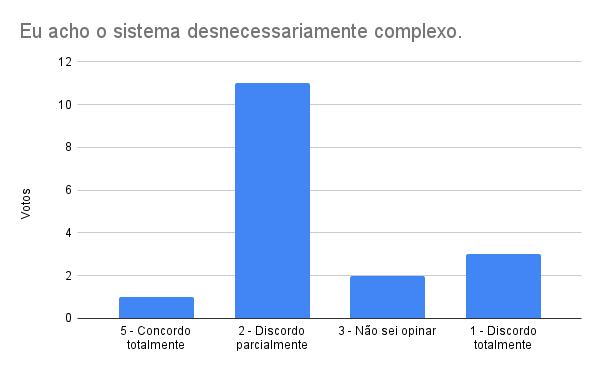 Eu acho o sistema desnecessariamente complexo.
12
10
8
6
4
2
0
Votos
5 - Concordo
totalmente
2 - Discordo
parcialmente
3 - Não sei opinar
1 - Discordo
totalmente